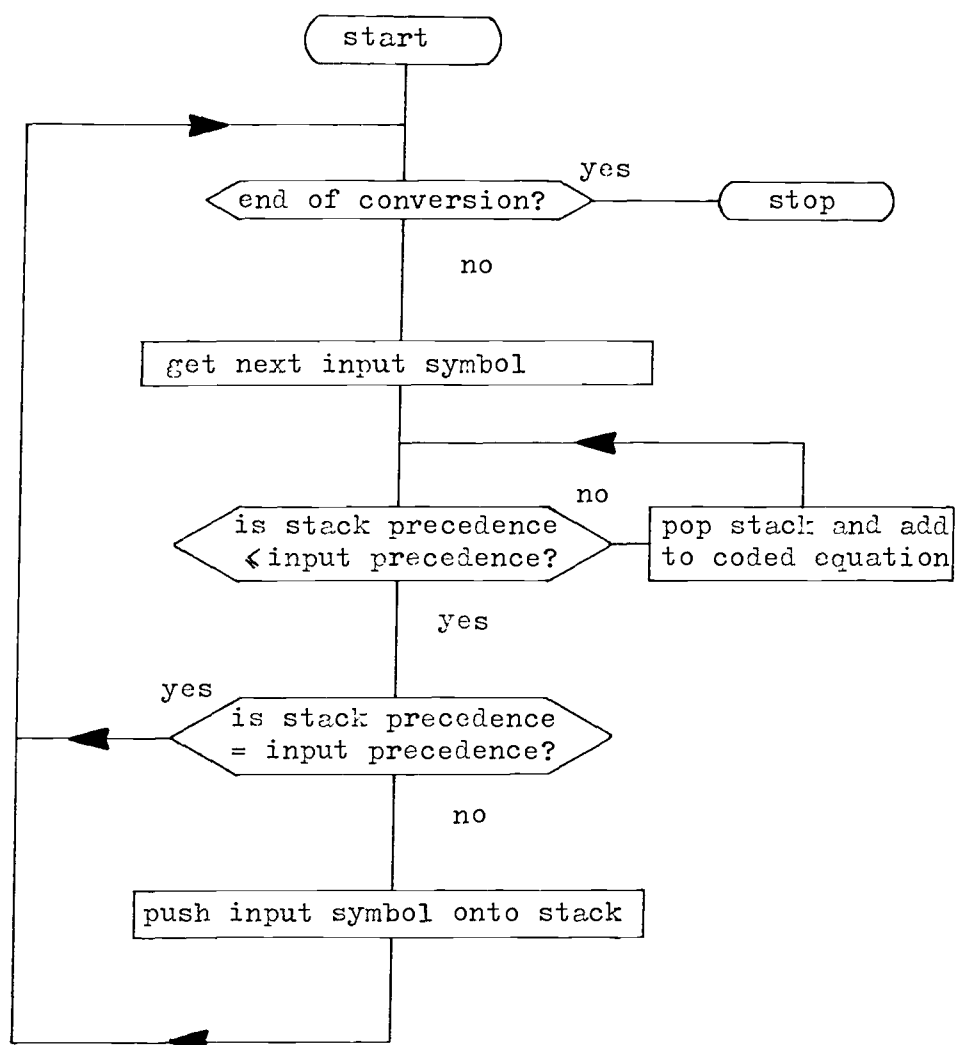 start
end of conversion?
yes
stop
no
get next input symbol
no
is stack precedence
⩽ input precedence?
pop stack and add
to coded equation
yes
yes
is stack precedence
= input precedence?
no
push input symbol onto stack